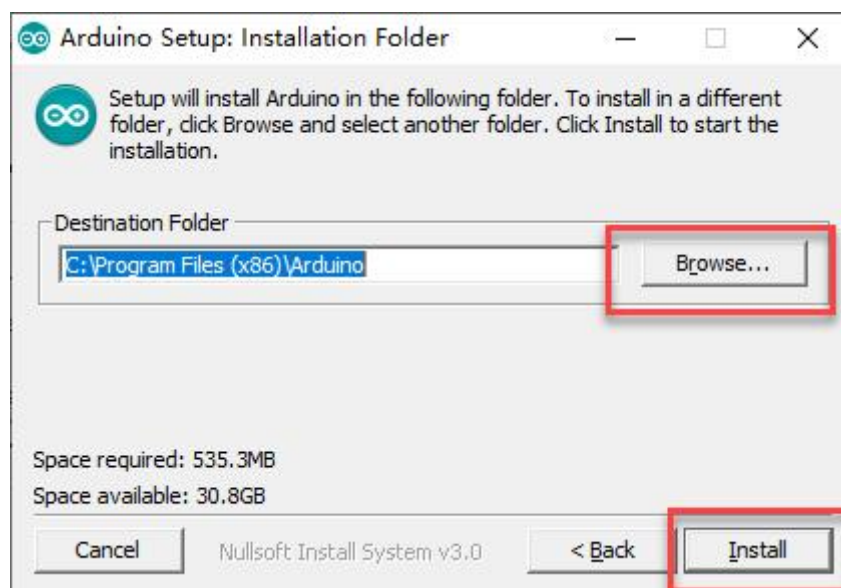 Arduino Setup: Installation Folder
Setup will install Arduino in the following folder. To install in a different
folder, click Browse and select another folder. Click Install to start the
installation.
Destination Folder
C:\Program Files (x86)\Arduino
Browse...
Space required: 535.3MB
Space available: 30.8GB
Cancel
Nullsoft Install System v3.0
< Back
Install